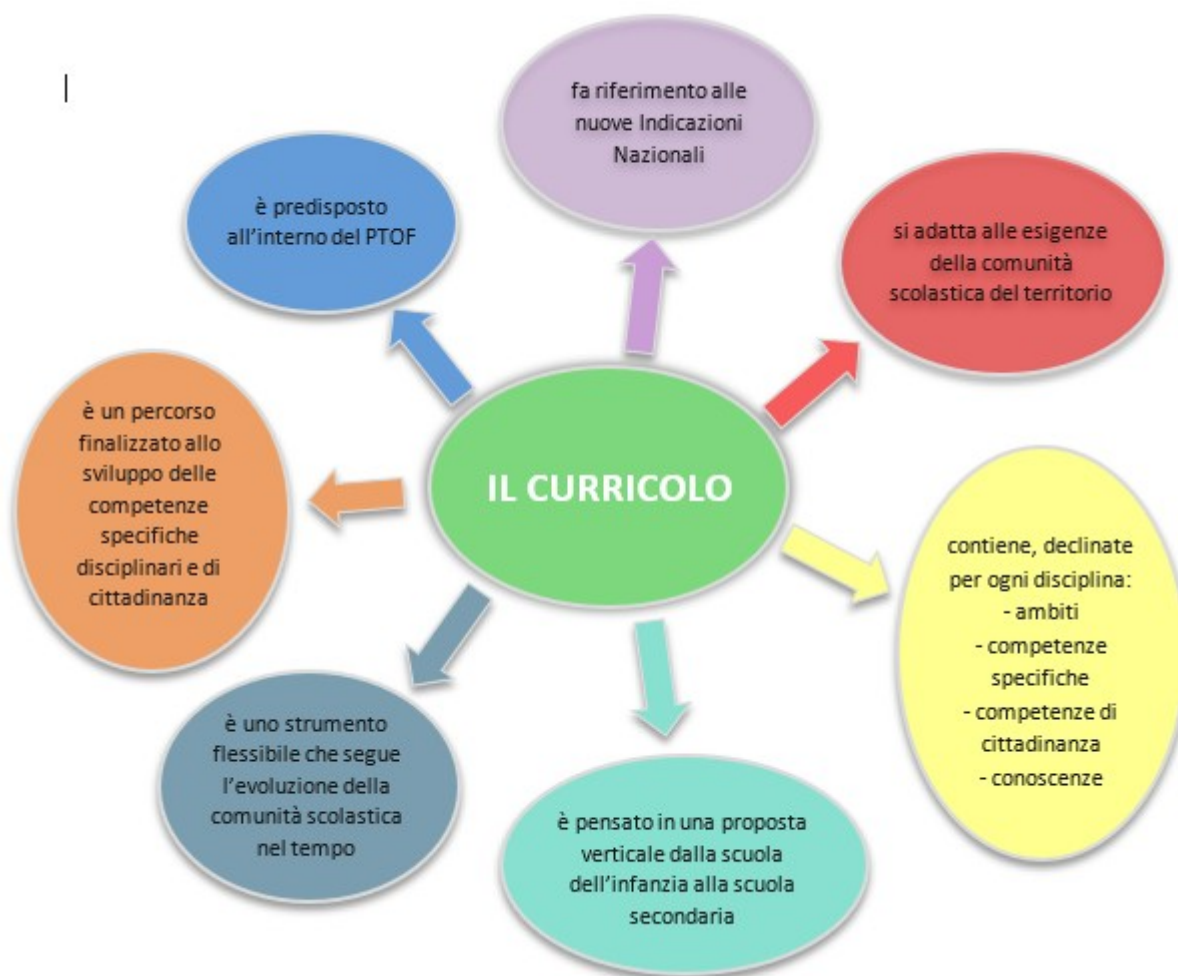 fa riferimento alle
nuove Indicazioni
Nazionali
è predisposto
all'interno del PTOF
si adatta alle esigenze
della comunità
scolastica del territorio
è un percorso
finalizzato allo
sviluppo delle
competenze
specifiche
disciplinari e di
cittadinanza
IL CURRICOLO
contiene, declinate
per ogni disciplina:
- ambiti
- competenze
specifiche
- competenze di
cittadinanza
- conoscenze
è uno strumento
flessibile che segue
l'evoluzione della
comunità scolastica
nel tempo
è pensato in una proposta
verticale dalla scuola
dell'infanzia alla scuola
secondaria